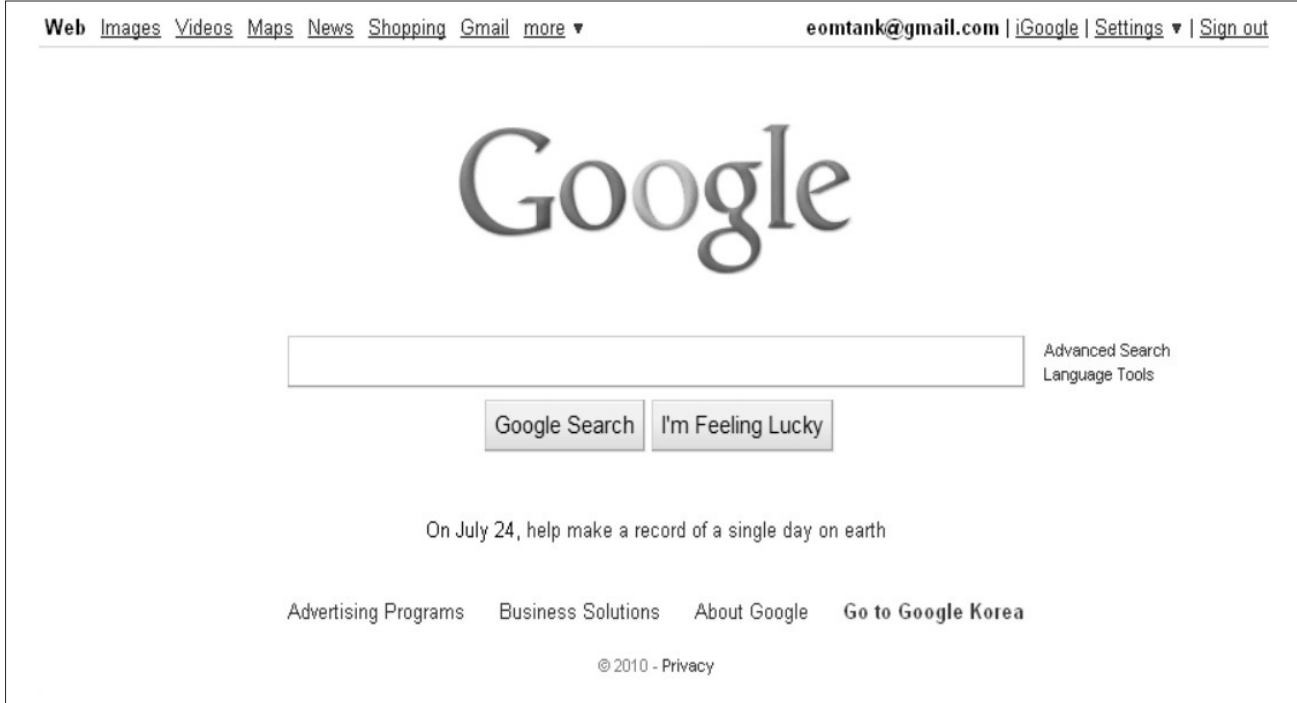 Web Images Videos Maps News Shopping Gmail more ▼ eomtank@gmail.com | iGoogle | Settings ▼ | Sign out
Google
Advanced Search
Language Tools
Google Search I'm Feeling Lucky
On July 24, help make a record of a single day on earth
Advertising Programs Business Solutions About Google Go to Google Korea
© 2010 - Privacy